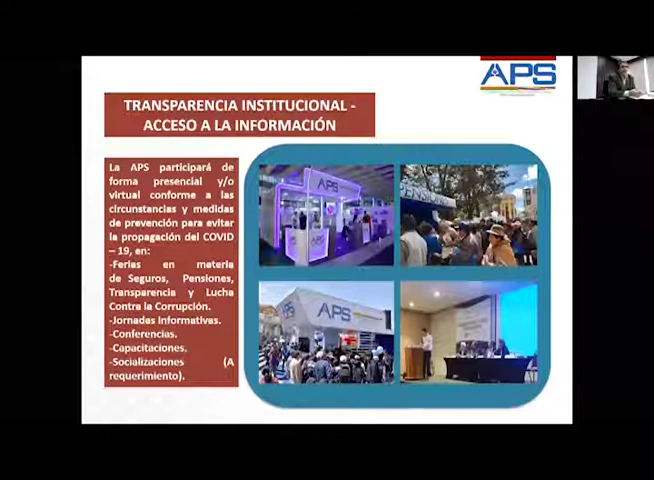 APS
TRANSPARENCIA INSTITUCIONAL -
ACCESO A LA INFORMACIÓN
La APS participará de
forma presencial y/o
virtual conforme a las
circunstancias y medidas
de prevención para evitar
la propagación del COVID
– 19, en:
-Ferias en materia
de Seguros, Pensiones,
Transparencia y Lucha
Contra la Corrupción.
-Jornadas Informativas.
-Conferencias.
-Capacitaciones.
-Socializaciones (A
requerimiento).
APS
APS
APS
APS